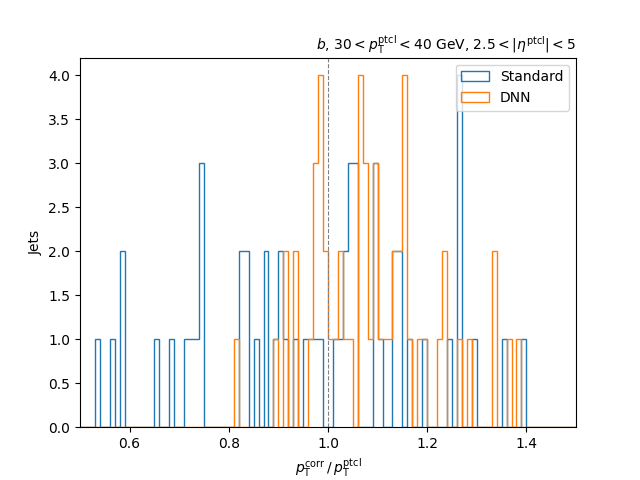 b, 30 < p_T^ptcl < 40 GeV, 2.5 < |η^ptcl| < 5
4.0
3.5
3.0
2.5
2.0
1.5
1.0
0.5
0.0
Jets
Standard
DNN
0.6 0.8 1.0 1.2 1.4
p_T^corr / p_T^ptcl